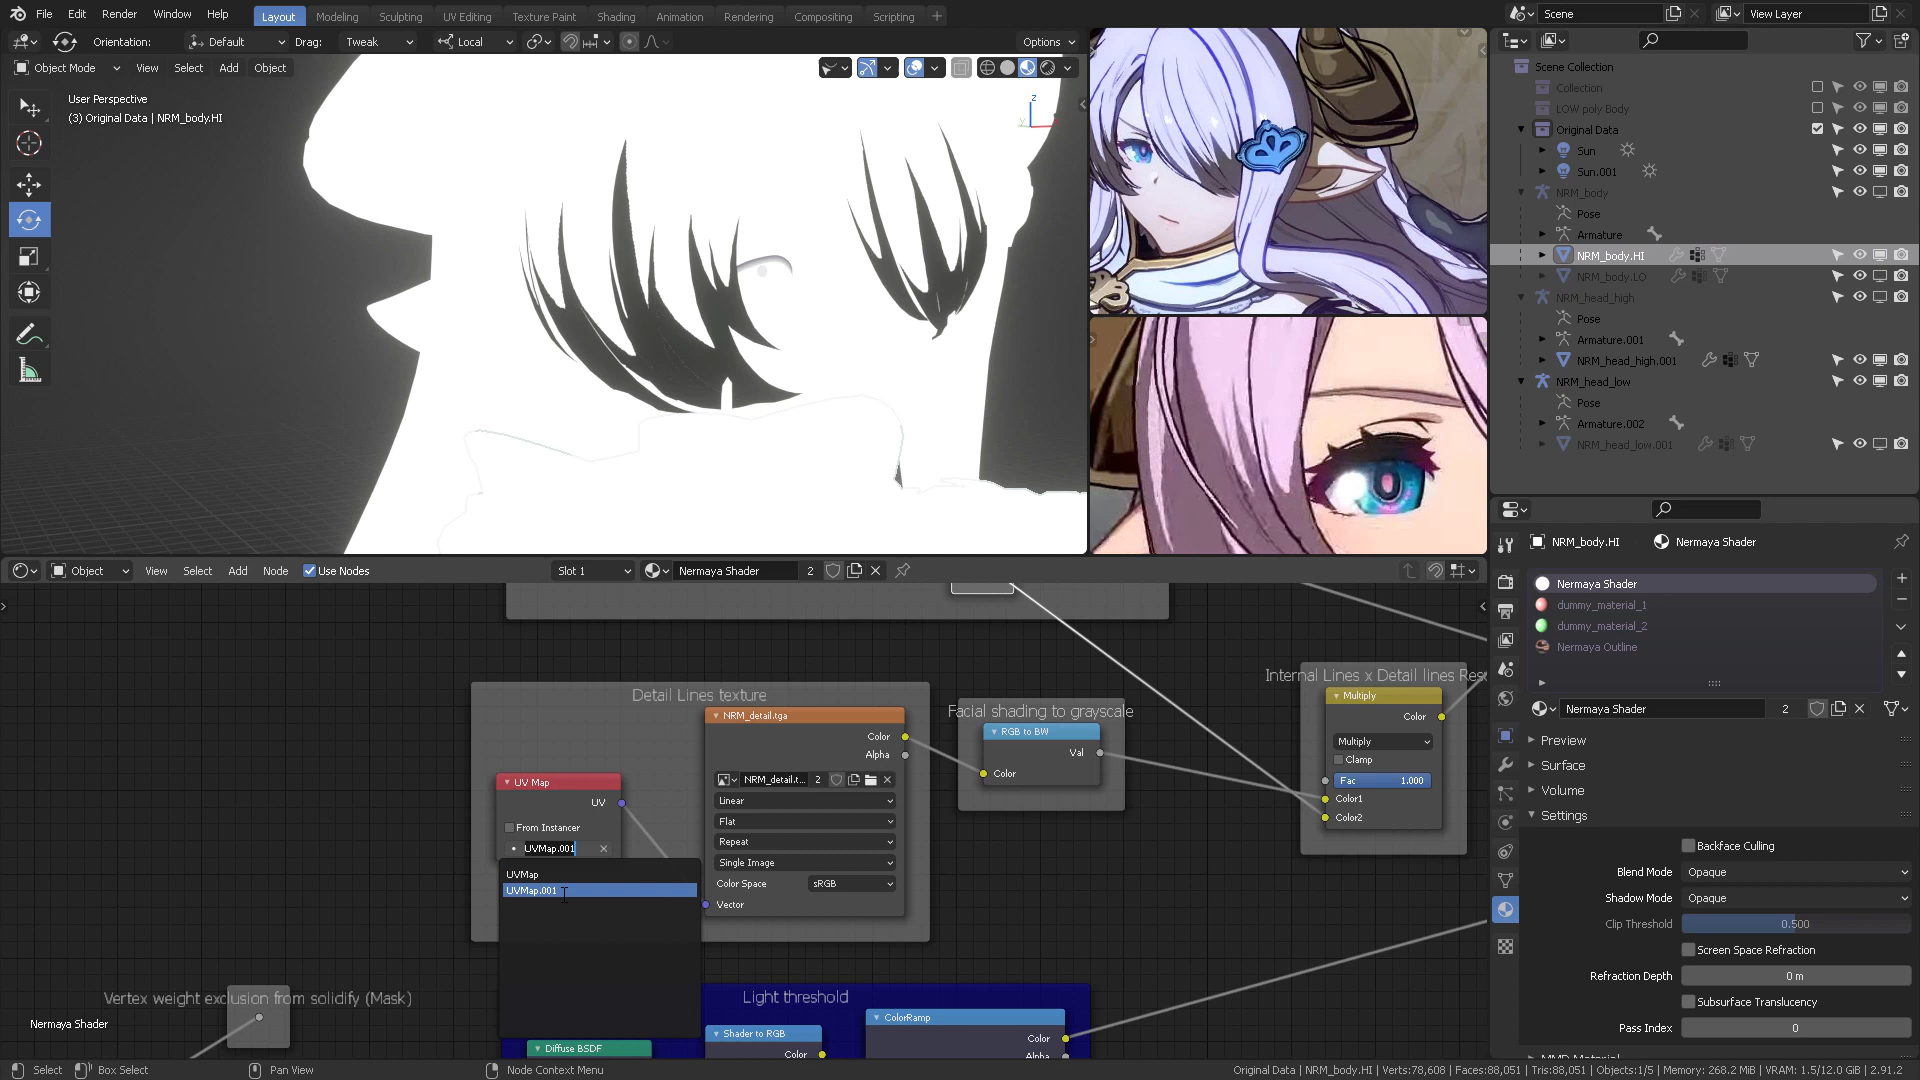 File Edit Render Window Help Layout Modeling Sculpting UV Editing Texture Paint Shading Animation Rendering Compositing Scripting Scene View Layer
Orientation: Default Drag: Tweak Local Options
Object Mode View Select Add Object
User Perspective
(3) Original Data | NRM_body.HI
z
Scene Collection
Collection
LOW poly Body
Original Data
Sun
Sun.001
NRM_body
Pose
Armature
NRM_body.HI
NRM_body.LO
NRM_head_high
Pose
Armature.001
NRM_head_high.001
NRM_head_low
Pose
Armature.002
NRM_head_low.001
NRM_body.HI Nermaya Shader
Nermaya Shader
dummy_material_1
dummy_material_2
Nermaya Outline
Nermaya Shader 2
Preview
Surface
Volume
Settings
Backface Culling
Blend Mode Opaque
Shadow Mode Opaque
Clip Threshold 0.500
Screen Space Refraction
Refraction Depth 0 m
Subsurface Translucency
Pass Index 0
Object View Select Add Node Use Nodes Slot 1 Nermaya Shader 2
Detail Lines texture
NRM_detail.tga
Color
Alpha
NRM_detail.t... 2
Linear
Flat
Repeat
Single Image
Color Space sRGB
Vector
UV Map
UV
From Instancer
UVMap.001
UVMap
UVMap.001
Facial shading to grayscale
RGB to BW
Val
Color
Internal Lines x Detail lines Res
Multiply
Color
Multiply
Clamp
Fac 1.000
Color1
Color2
Vertex weight exclusion from solidify (Mask)
Nermaya Shader
Light threshold
Shader to RGB
Color
ColorRamp
Color
Alpha
Diffuse BSDF
Select Box Select Pan View Node Context Menu
Original Data | NRM_body.HI | Verts:78,608 | Faces:88,051 | Tris:88,051 | Objects:1/5 | Memory: 268.2 MiB | VRAM: 1.5/12.0 GiB | 2.91.2